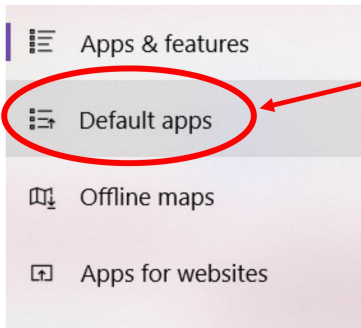 Apps & features
Default apps
Offline maps
Apps for websites